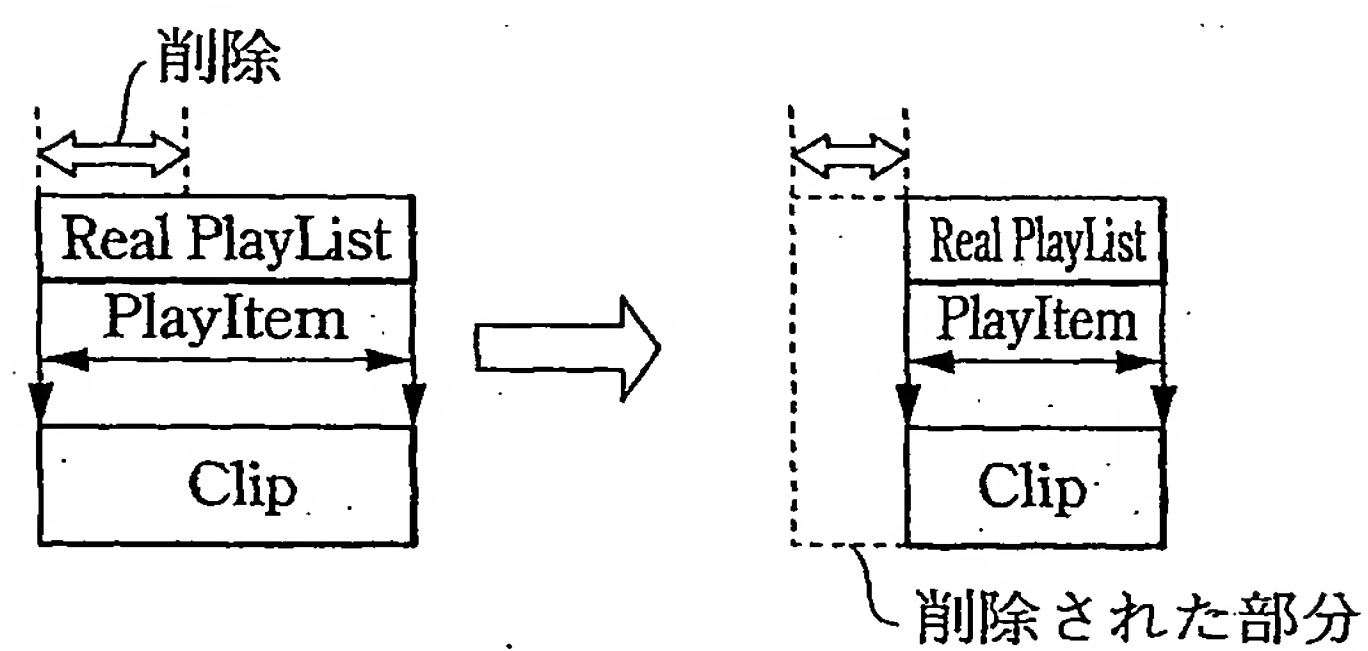 削除
Real PlayList
PlayItem
Clip
Real PlayList
PlayItem
Clip
削除された部分